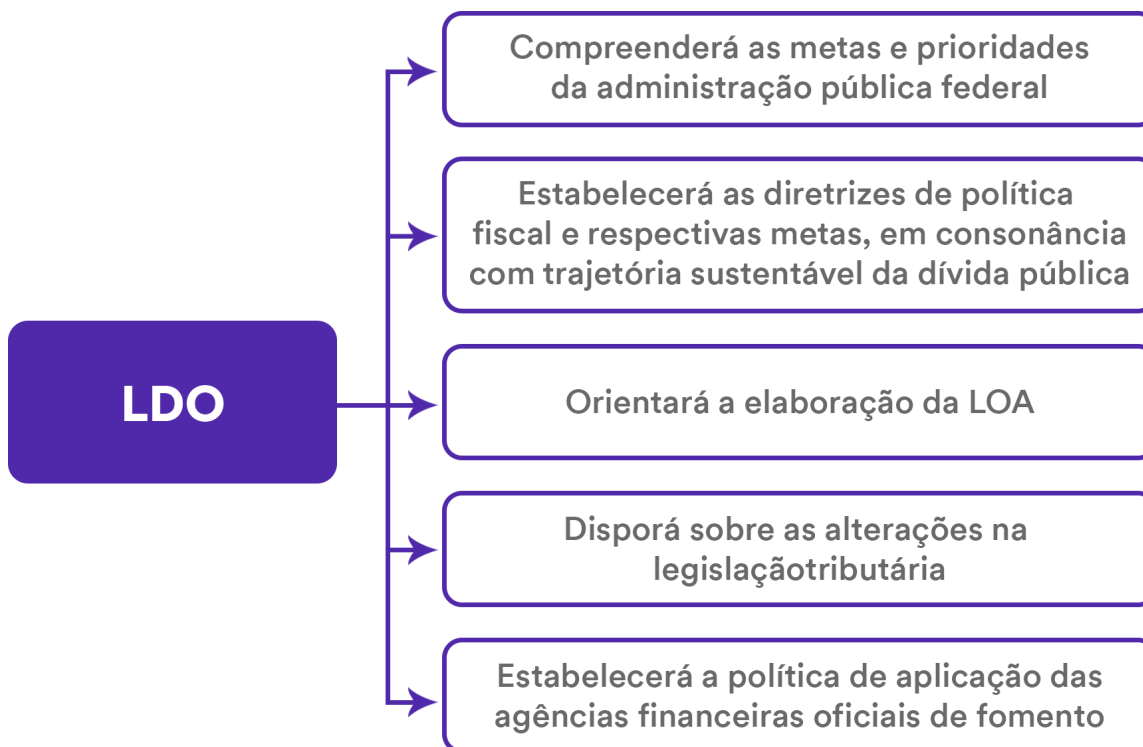 LDO
Compreenderá as metas e prioridades
da administração pública federal
Estabelecerá as diretrizes de política
fiscal e respectivas metas, em consonância
com trajetória sustentável da dívida pública
Orientará a elaboração da LOA
Disporá sobre as alterações na
legislaçãotributária
Estabelecerá a política de aplicação das
agências financeiras oficiais de fomento